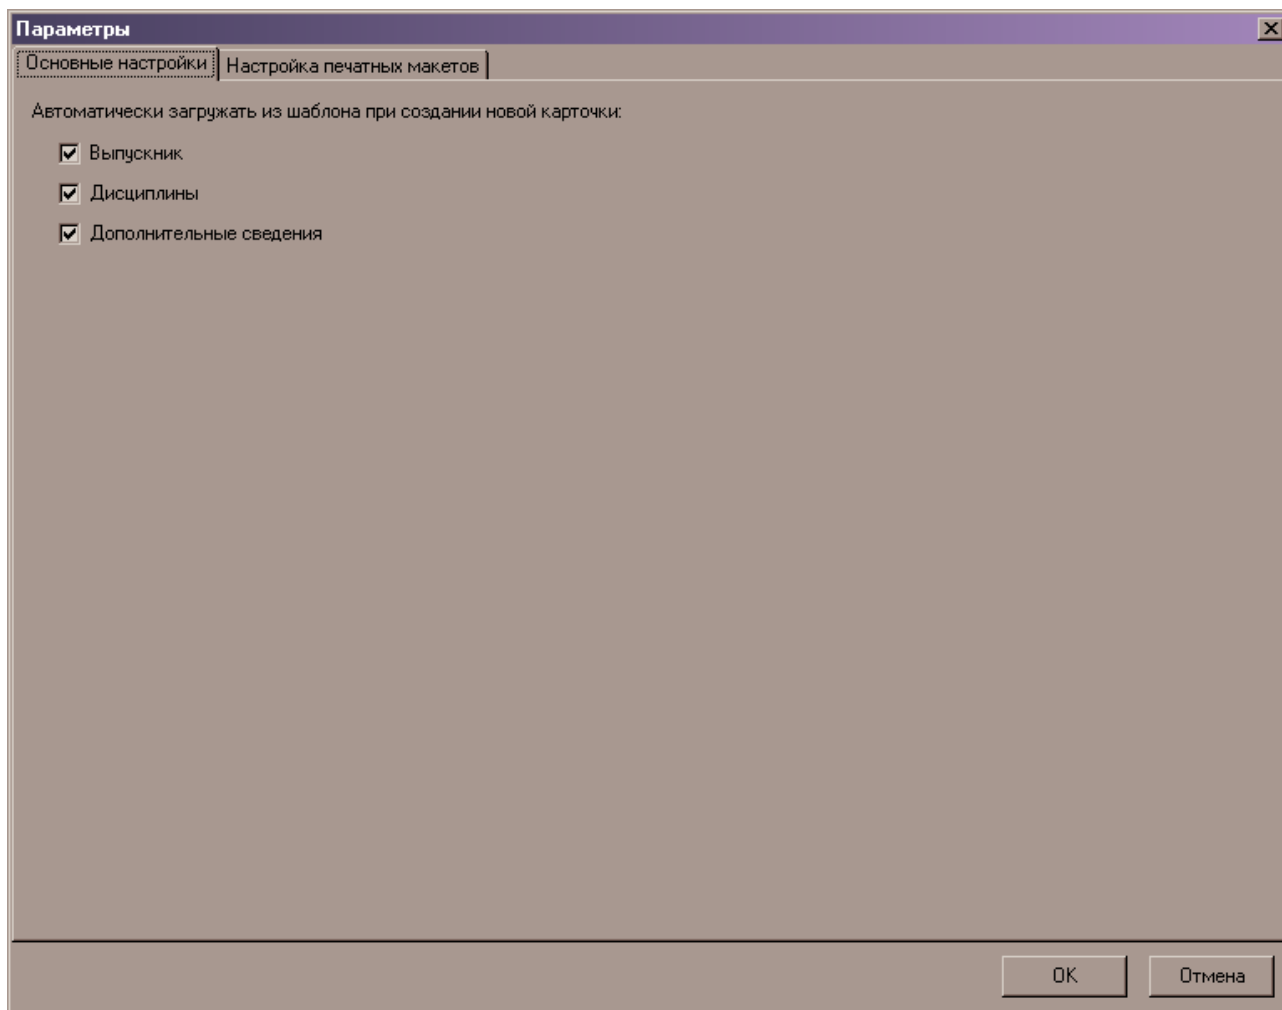 Параметры
Основные настройки Настройка печатных макетов
Автоматически загружать из шаблона при создании новой карточки:
Выпускник
Дисциплины
Дополнительные сведения
OK Отмена